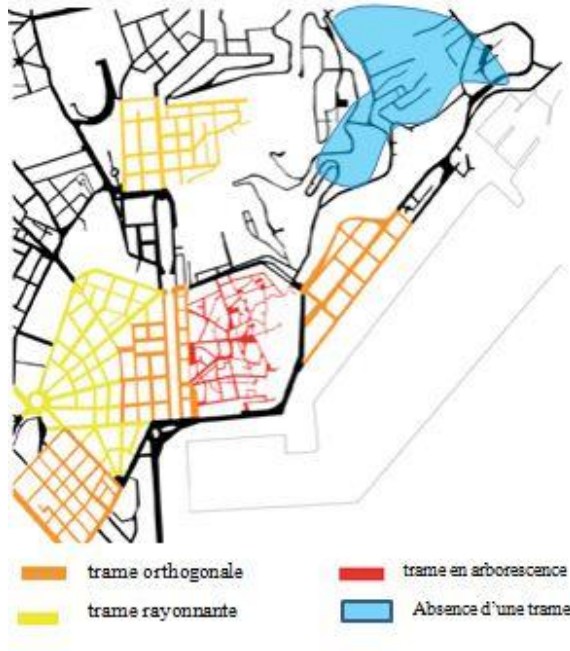 trame orthogonale
trame en arborescence
trame rayonnante
Absence d'une trame